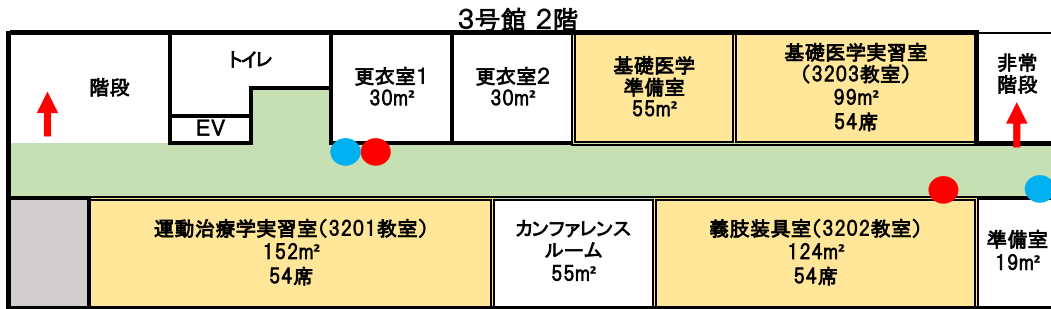 3号館 2階
階段
トイレ
EV
更衣室1
30m²
更衣室2
30m²
基礎医学
準備室
55m²
基礎医学実習室
(3203教室)
99m²
54席
非常
階段
運動治療学実習室(3201教室)
152m²
54席
カンファレンス
ルーム
55m²
義肢装具室(3202教室)
124m²
54席
準備室
19m²